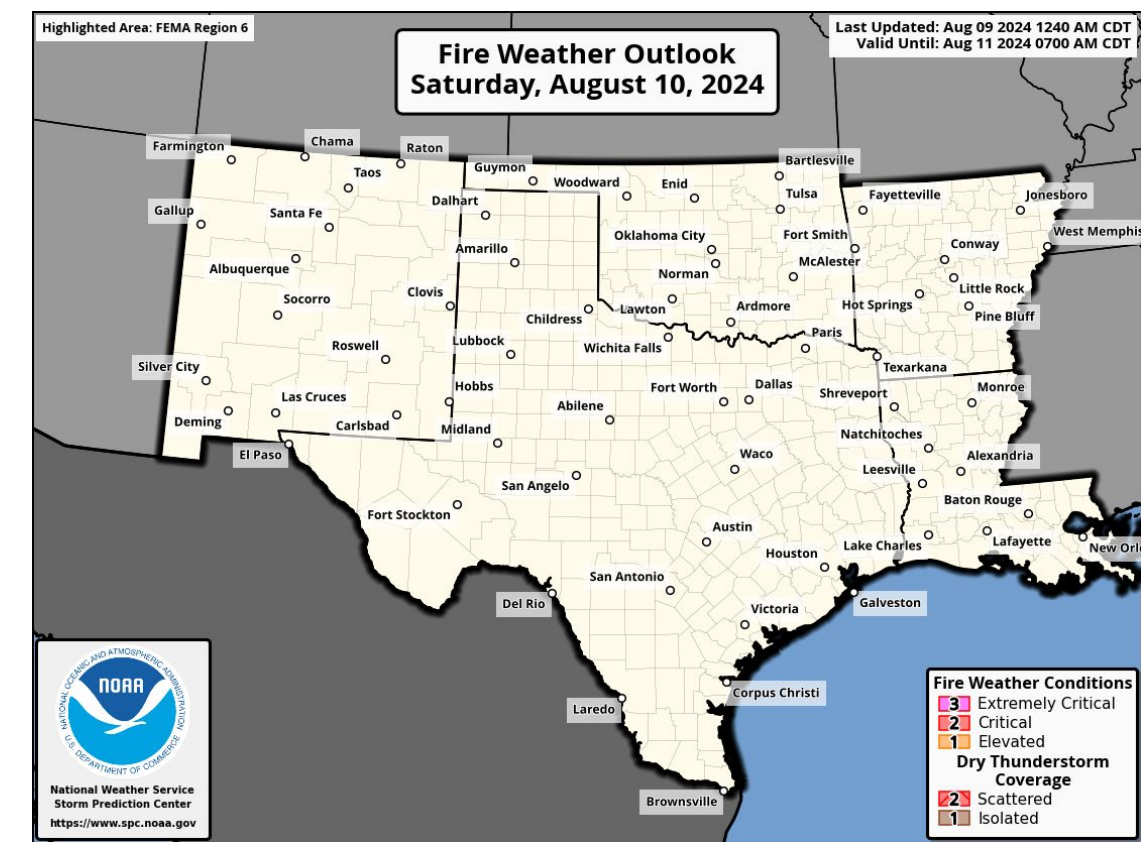 Highlighted Area: FEMA Region 6
Last Updated: Aug 09 2024 1240 AM CDT
Valid Until: Aug 11 2024 0700 AM CDT
Fire Weather Outlook
Saturday, August 10, 2024
Farmington
Chama
Raton
Taos
Guymon
Woodward
Enid
Bartlesville
Tulsa
Fayetteville
Jonesboro
Gallup
Santa Fe
Dalhart
Oklahoma City
Fort Smith
West Memphis
Amarillo
Conway
Albuquerque
Norman
McAlester
Socorro
Clovis
Childress
Lawton
Ardmore
Hot Springs
Little Rock
Pine Bluff
Roswell
Lubbock
Wichita Falls
Paris
Silver City
Texarkana
Hobbs
Fort Worth
Dallas
Shreveport
Monroe
Las Cruces
Abilene
Deming
Carlsbad
Midland
Natchitoches
El Paso
Waco
Alexandria
Leesville
San Angelo
Baton Rouge
Fort Stockton
Austin
Houston
Lake Charles
Lafayette
New Orl
San Antonio
Del Rio
Galveston
Victoria
Corpus Christi
Laredo
Brownsville
NATIONAL OCEANIC AND ATMOSPHERIC ADMINISTRATION
NOAA
U.S. DEPARTMENT OF COMMERCE
National Weather Service
Storm Prediction Center
https://www.spc.noaa.gov
Fire Weather Conditions
3 Extremely Critical
2 Critical
1 Elevated
Dry Thunderstorm
Coverage
2 Scattered
1 Isolated